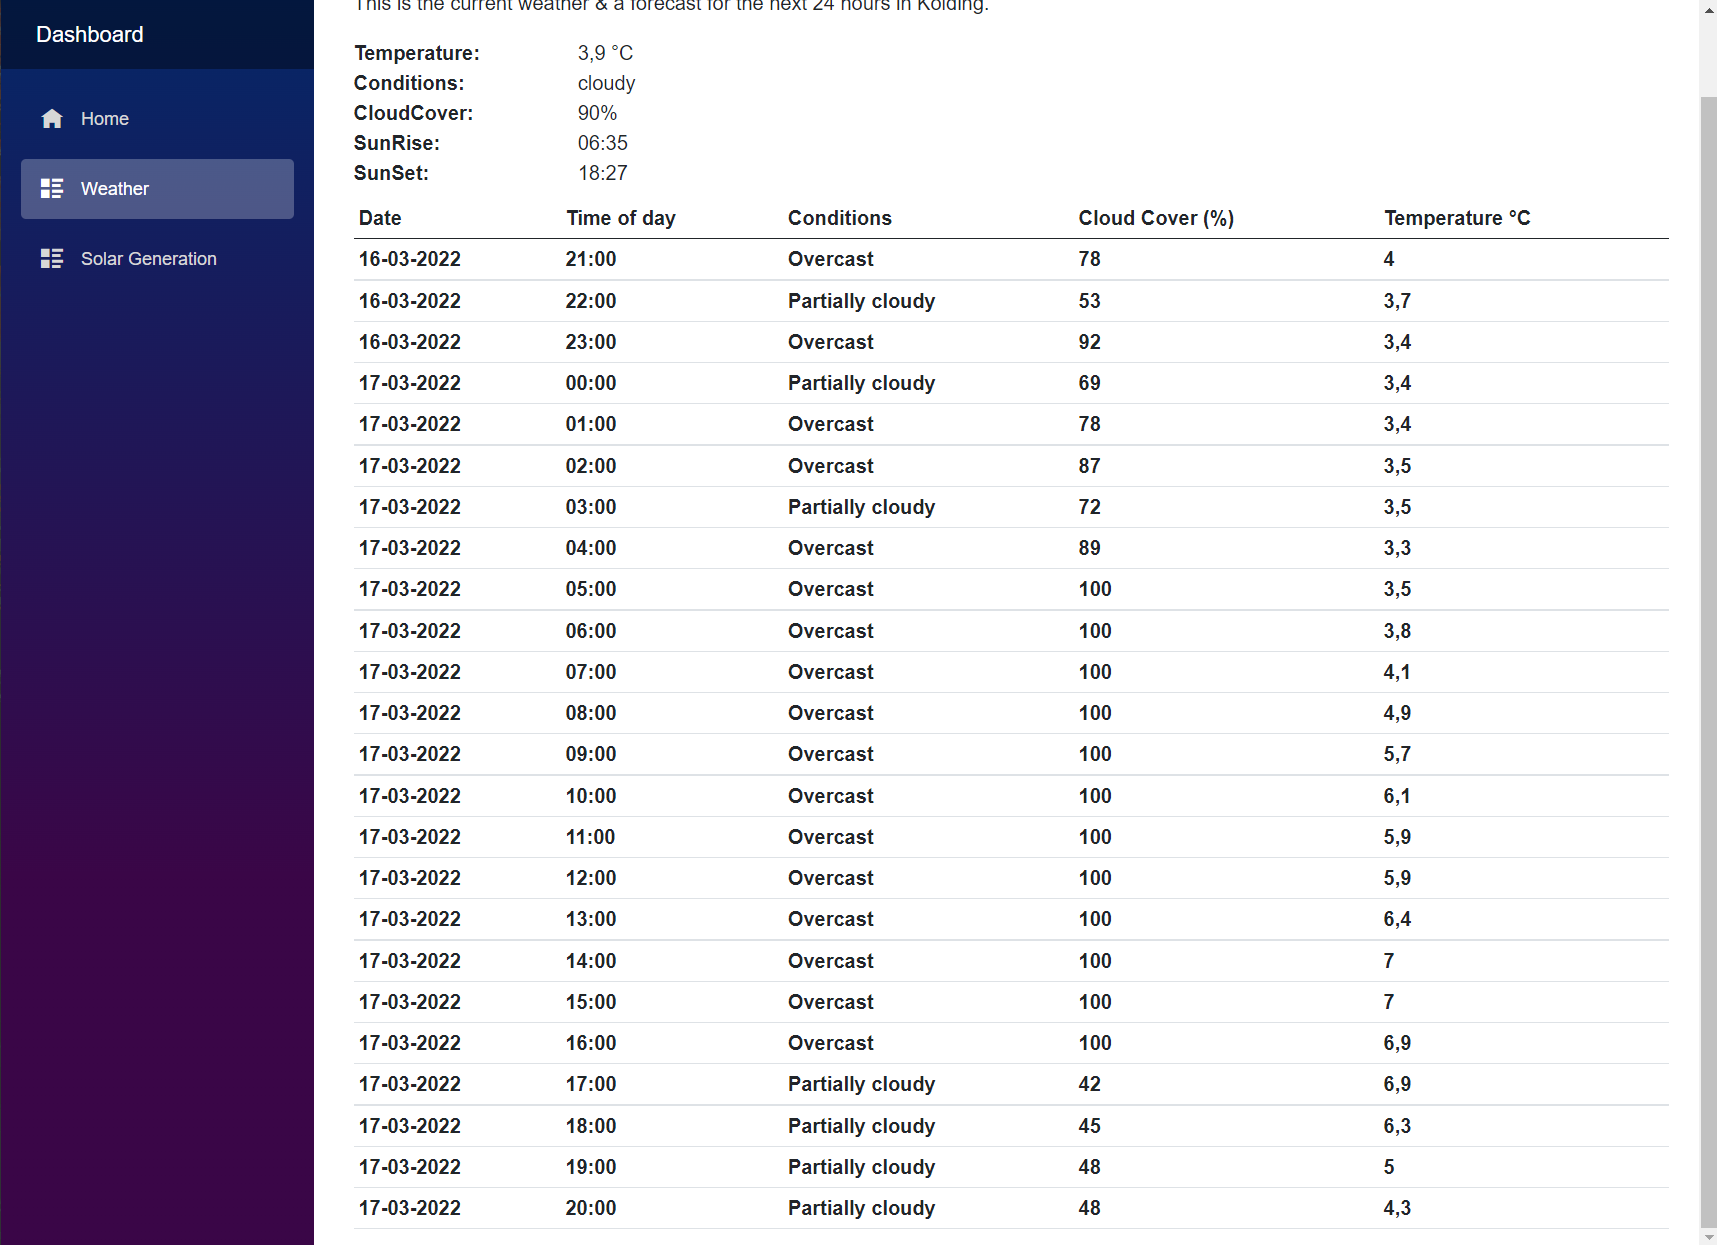 Dashboard
Home
Weather
Solar Generation
This is the current weather & a forecast for the next 24 hours in Kolding.
Temperature: 3,9 °C
Conditions: cloudy
CloudCover: 90%
SunRise: 06:35
SunSet: 18:27
Date Time of day Conditions Cloud Cover (%) Temperature °C
16-03-2022 21:00 Overcast 78 4
16-03-2022 22:00 Partially cloudy 53 3,7
16-03-2022 23:00 Overcast 92 3,4
17-03-2022 00:00 Partially cloudy 69 3,4
17-03-2022 01:00 Overcast 78 3,4
17-03-2022 02:00 Overcast 87 3,5
17-03-2022 03:00 Partially cloudy 72 3,5
17-03-2022 04:00 Overcast 89 3,3
17-03-2022 05:00 Overcast 100 3,5
17-03-2022 06:00 Overcast 100 3,8
17-03-2022 07:00 Overcast 100 4,1
17-03-2022 08:00 Overcast 100 4,9
17-03-2022 09:00 Overcast 100 5,7
17-03-2022 10:00 Overcast 100 6,1
17-03-2022 11:00 Overcast 100 5,9
17-03-2022 12:00 Overcast 100 5,9
17-03-2022 13:00 Overcast 100 6,4
17-03-2022 14:00 Overcast 100 7
17-03-2022 15:00 Overcast 100 7
17-03-2022 16:00 Overcast 100 6,9
17-03-2022 17:00 Partially cloudy 42 6,9
17-03-2022 18:00 Partially cloudy 45 6,3
17-03-2022 19:00 Partially cloudy 48 5
17-03-2022 20:00 Partially cloudy 48 4,3